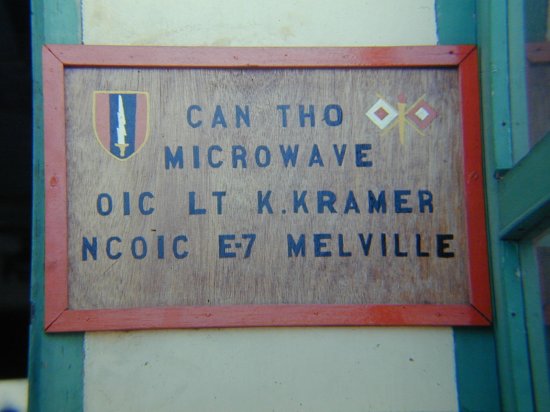 CAN THO
MICROWAVE
OIC LT K.KRAMER
NCOIC E-7 MELVILLE